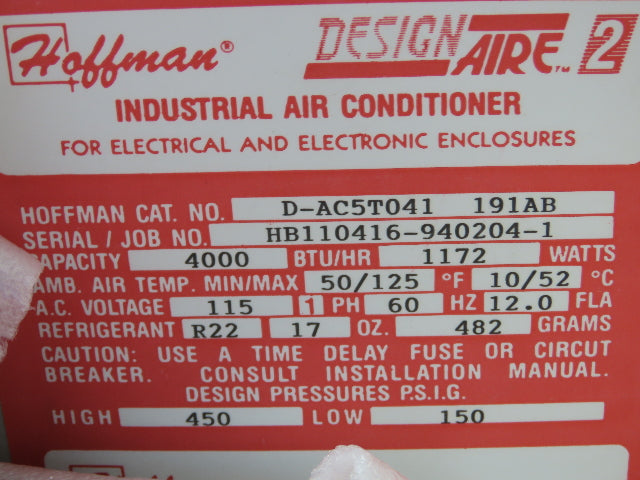 Hoffman® DESIGN AIRE™ 2
INDUSTRIAL AIR CONDITIONER
FOR ELECTRICAL AND ELECTRONIC ENCLOSURES
HOFFMAN CAT. NO. D-AC5T041 191AB
SERIAL / JOB NO. HB110416-940204-1
CAPACITY 4000 BTU/HR 1172 WATTS
AMB. AIR TEMP. MIN/MAX 50/125 °F 10/52 °C
A.C. VOLTAGE 115 1 PH 60 HZ 12.0 FLA
REFRIGERANT R22 17 OZ. 482 GRAMS
CAUTION: USE A TIME DELAY FUSE OR CIRCUT
BREAKER. CONSULT INSTALLATION MANUAL.
DESIGN PRESSURES P.S.I.G.
HIGH 450 LOW 150